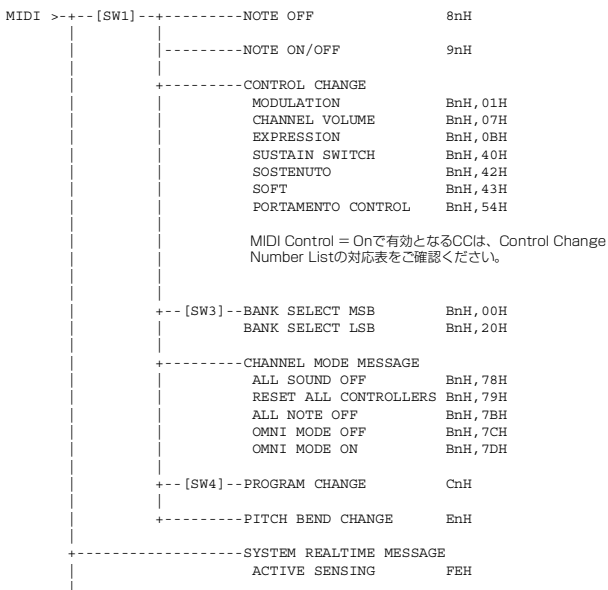 MIDI >-+--[SW1]--+---------NOTE OFF 8nH
|---------NOTE ON/OFF 9nH
+---------CONTROL CHANGE
MODULATION BnH,01H
CHANNEL VOLUME BnH,07H
EXPRESSION BnH,0BH
SUSTAIN SWITCH BnH,40H
SOSTENUTO BnH,42H
SOFT BnH,43H
PORTAMENTO CONTROL BnH,54H
MIDI Control = Onで有効となるCCは、Control Change
Number Listの対応表をご確認ください。
+--[SW3]--BANK SELECT MSB BnH,00H
BANK SELECT LSB BnH,20H
+---------CHANNEL MODE MESSAGE
ALL SOUND OFF BnH,78H
RESET ALL CONTROLLERS BnH,79H
ALL NOTE OFF BnH,7BH
OMNI MODE OFF BnH,7CH
OMNI MODE ON BnH,7DH
+--[SW4]--PROGRAM CHANGE CnH
+---------PITCH BEND CHANGE EnH
+-------------------SYSTEM REALTIME MESSAGE
ACTIVE SENSING FEH